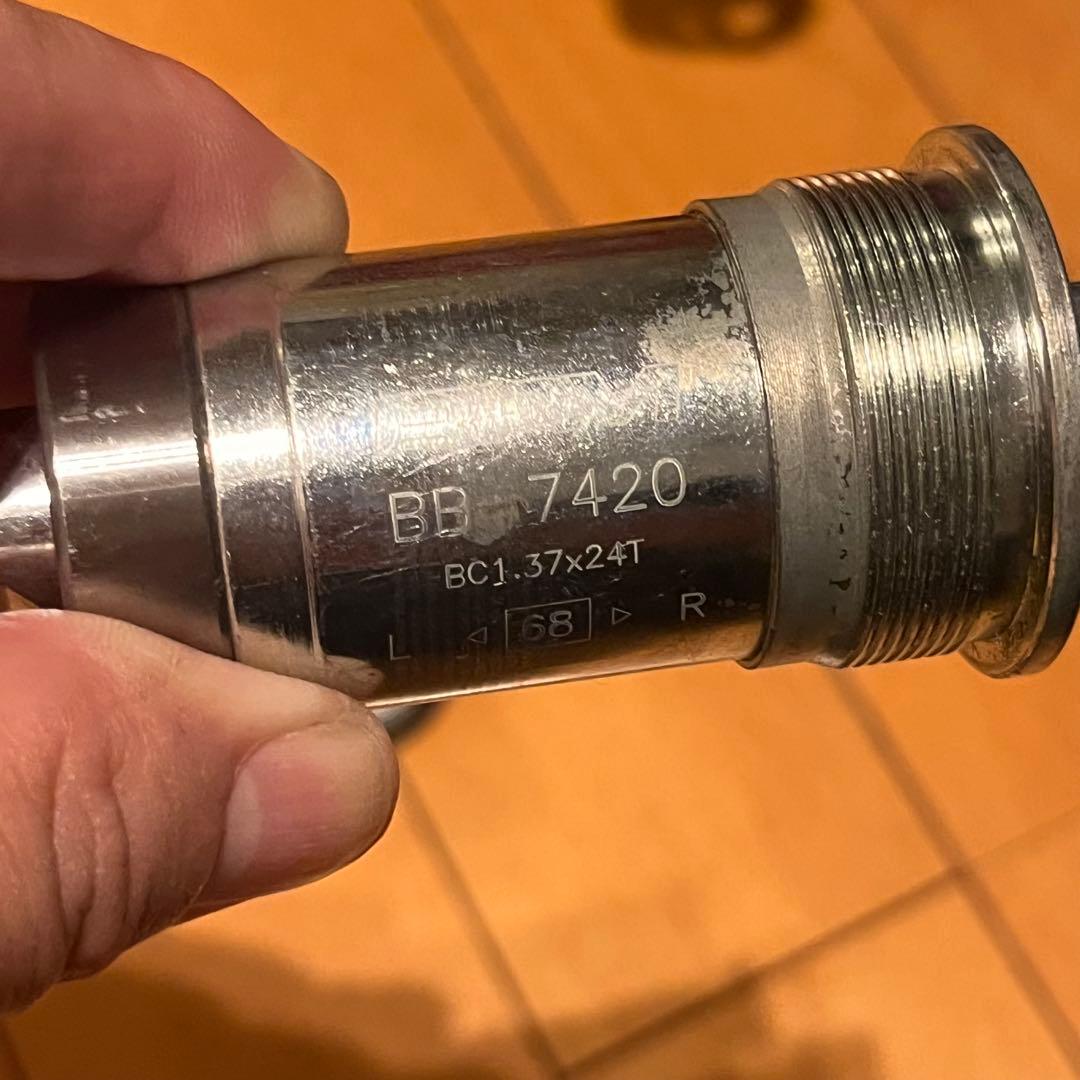 BB-7420
BC1.37x24T
L ◁ 68 ▷ R